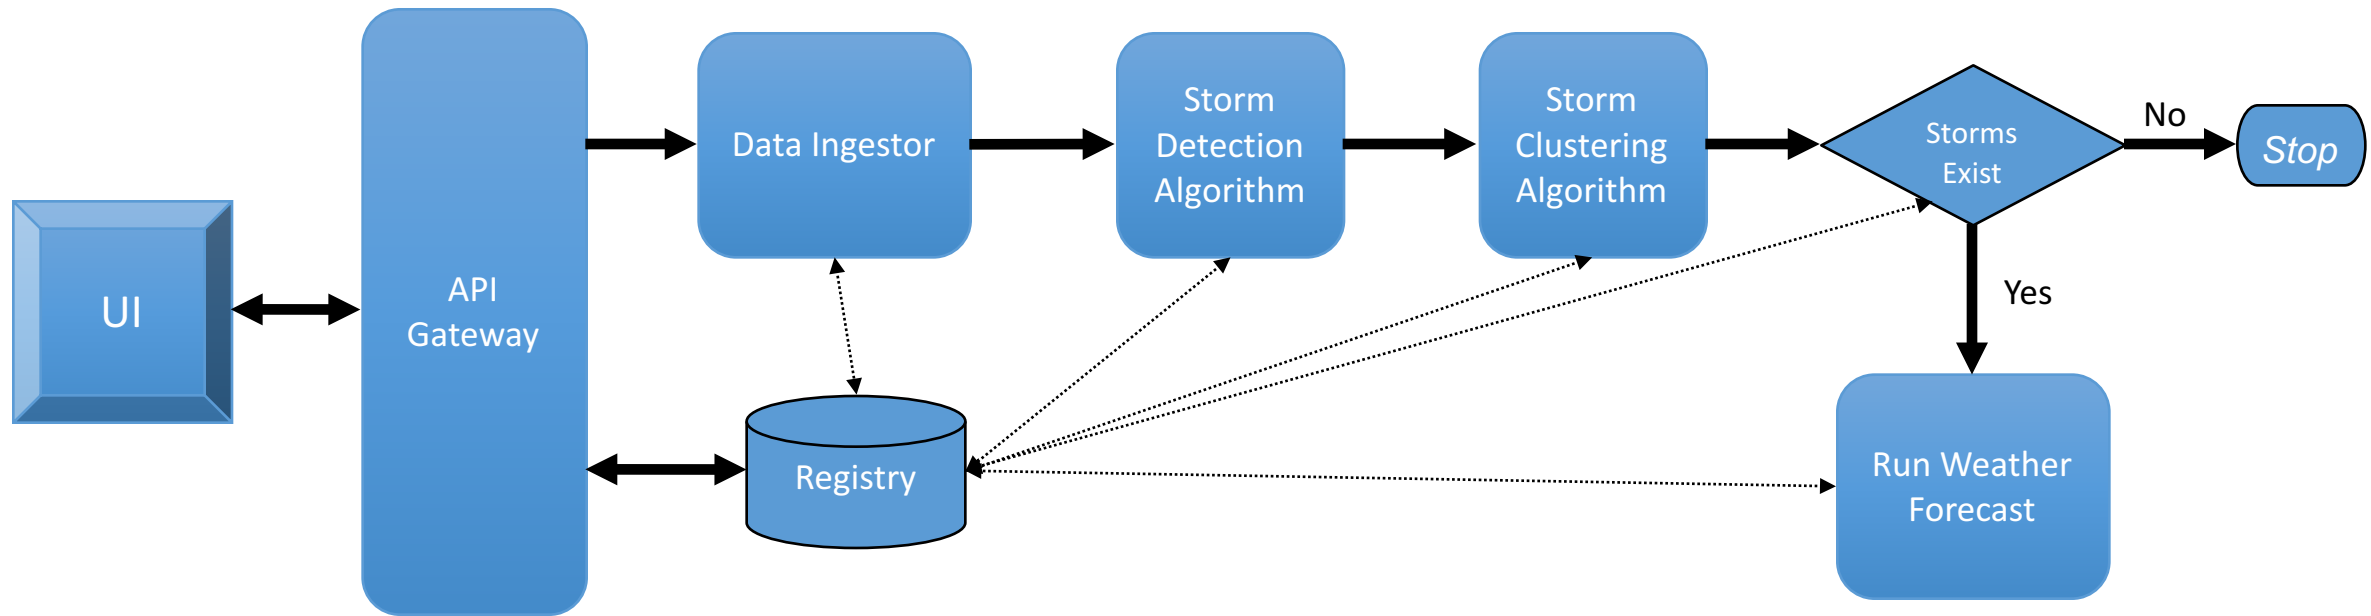 UI
API
Gateway
Data Ingestor
Storm
Detection
Algorithm
Storm
Clustering
Algorithm
Storms
Exist
No
Stop
Yes
Registry
Run Weather
Forecast